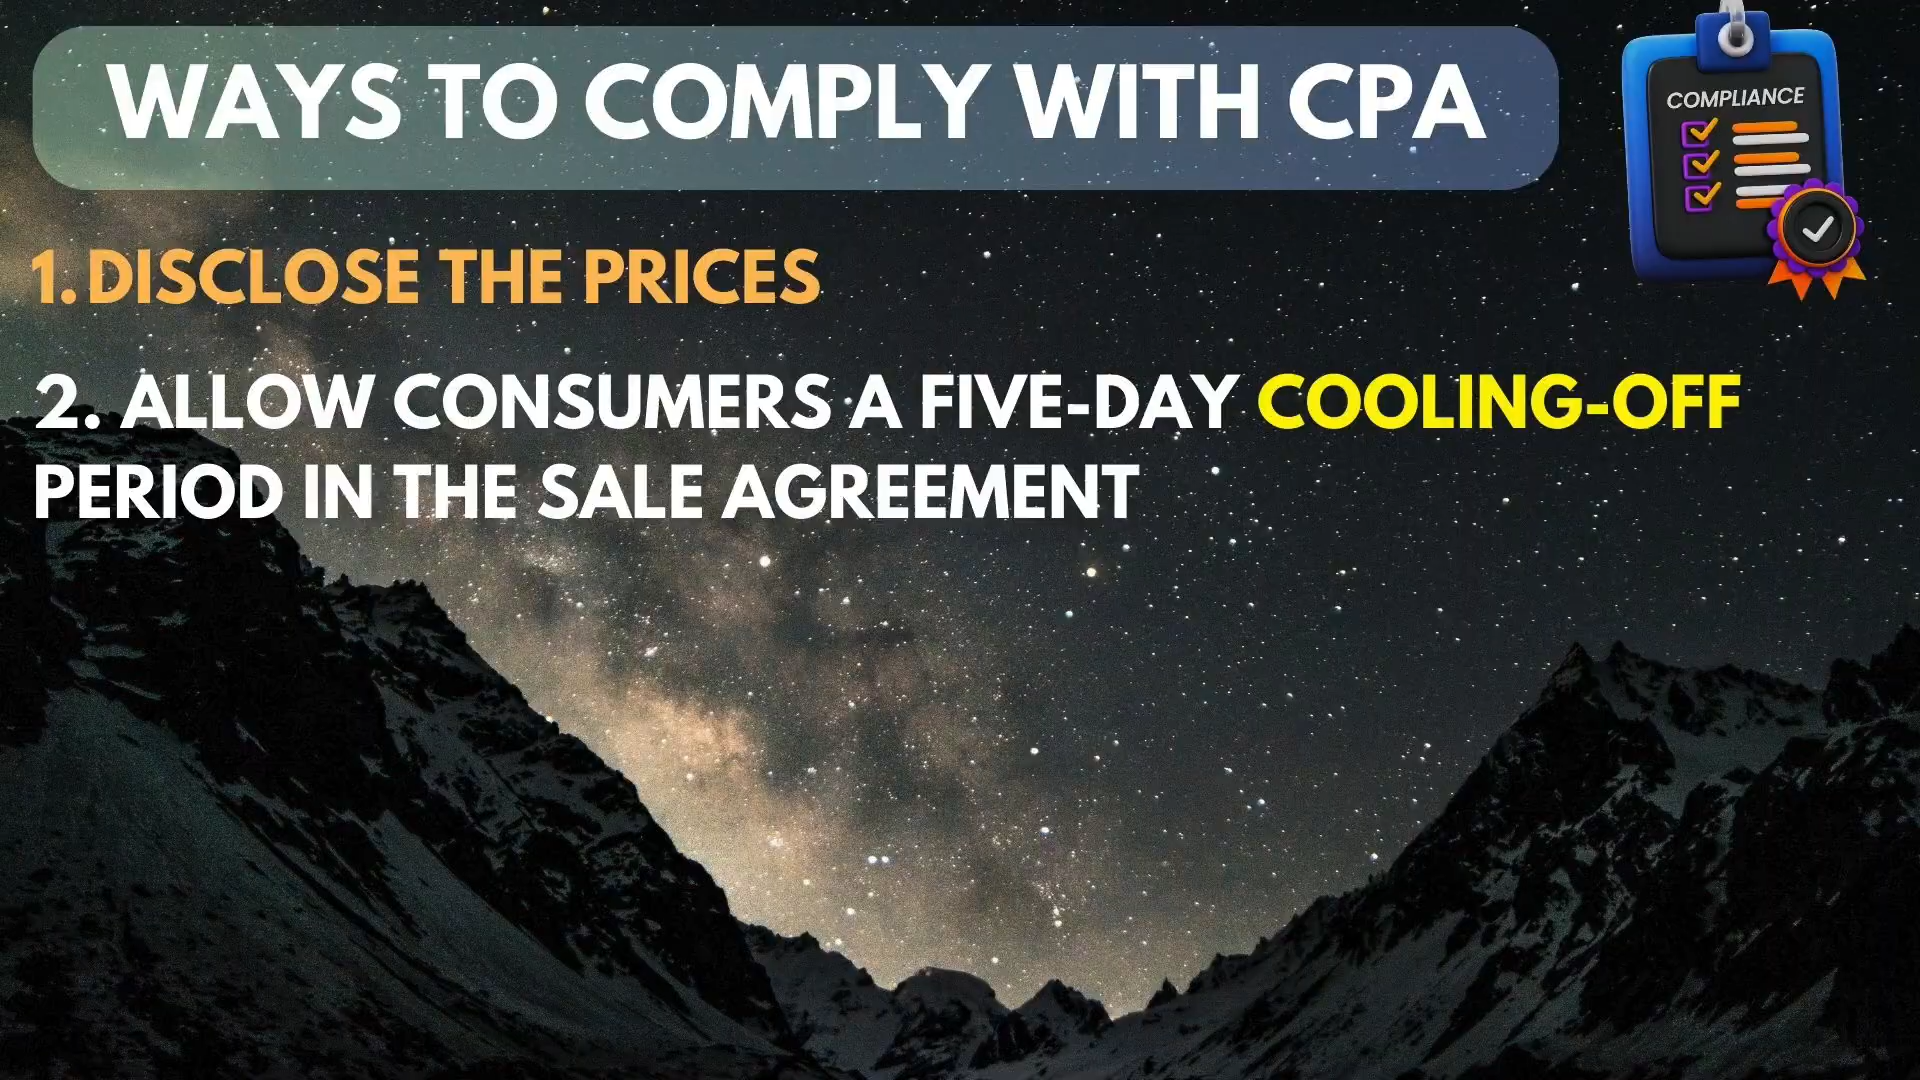 WAYS TO COMPLY WITH CPA
COMPLIANCE
1. DISCLOSE THE PRICES
2. ALLOW CONSUMERS A FIVE-DAY COOLING-OFF
PERIOD IN THE SALE AGREEMENT